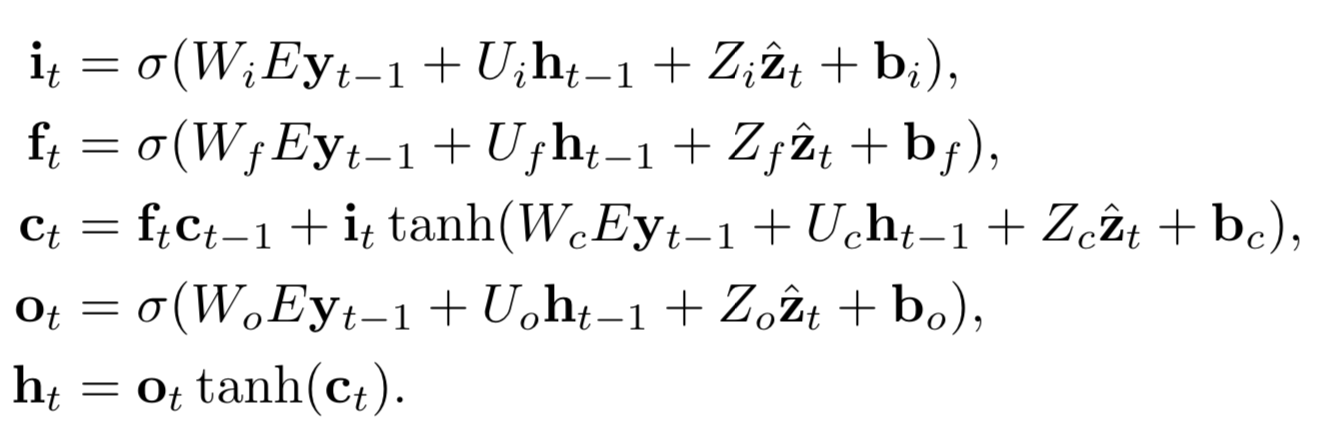 i_t = σ(W_i E y_{t−1} + U_i h_{t−1} + Z_i ẑ_t + b_i),
f_t = σ(W_f E y_{t−1} + U_f h_{t−1} + Z_f ẑ_t + b_f),
c_t = f_t c_{t−1} + i_t tanh(W_c E y_{t−1} + U_c h_{t−1} + Z_c ẑ_t + b_c),
o_t = σ(W_o E y_{t−1} + U_o h_{t−1} + Z_o ẑ_t + b_o),
h_t = o_t tanh(c_t).